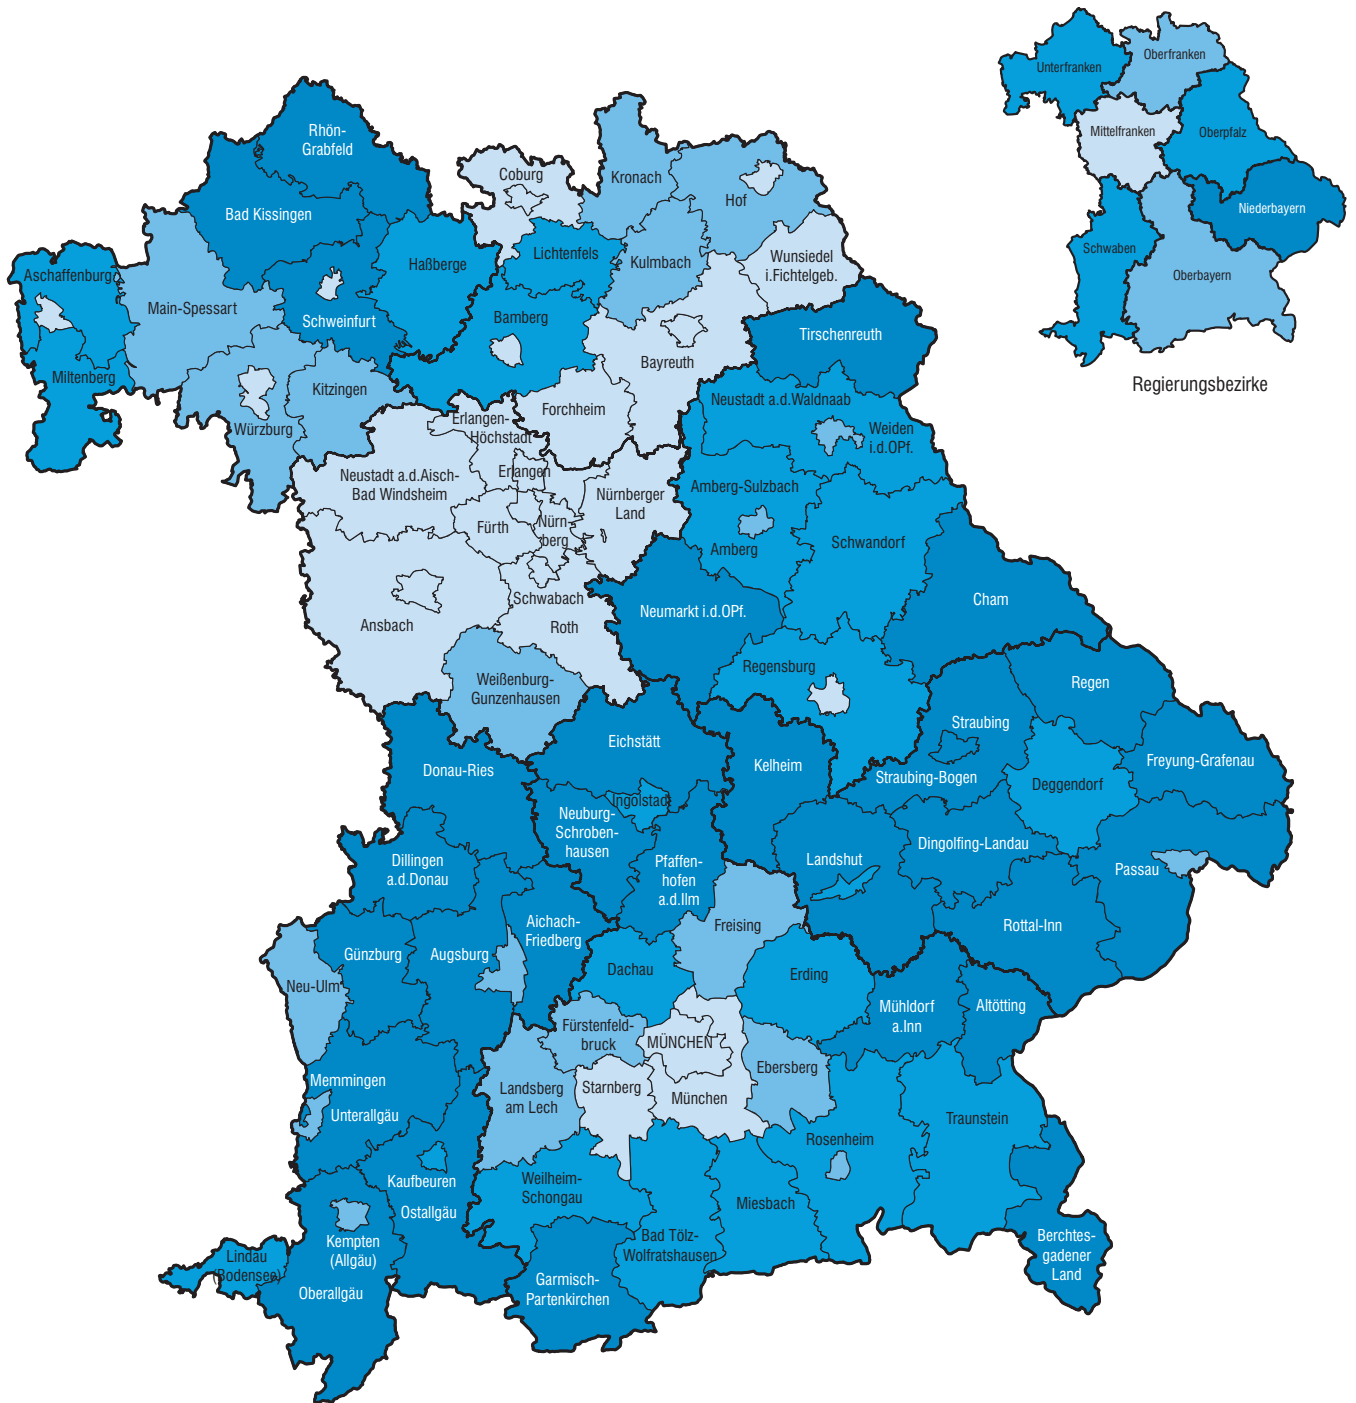 Unterfranken
Oberfranken
Mittelfranken
Oberpfalz
Niederbayern
Schwaben
Oberbayern
Regierungsbezirke
Rhön-
Grabfeld
Bad Kissingen
Coburg
Kronach
Hof
Lichtenfels
Kulmbach
Wunsiedel
i.Fichtelgeb.
Haßberge
Aschaffenburg
Main-Spessart
Schweinfurt
Bamberg
Tirschenreuth
Bayreuth
Miltenberg
Kitzingen
Würzburg
Forchheim
Neustadt a.d.Waldnaab
Weiden
i.d.OPf.
Erlangen-
Höchstadt
Erlangen
Neustadt a.d.Aisch-
Bad Windsheim
Nürnberger
Land
Fürth
Nürn-
berg
Amberg-Sulzbach
Amberg
Schwandorf
Ansbach
Schwabach
Roth
Neumarkt i.d.OPf.
Cham
Weißenburg-
Gunzenhausen
Regensburg
Regen
Straubing
Straubing-Bogen
Freyung-Grafenau
Deggendorf
Eichstätt
Donau-Ries
Kelheim
Ingolstadt
Neuburg-
Schroben-
hausen
Pfaffen-
hofen
a.d.Ilm
Dingolfing-Landau
Landshut
Passau
Rottal-Inn
Dillingen
a.d.Donau
Aichach-
Friedberg
Günzburg
Augsburg
Freising
Dachau
Erding
Neu-Ulm
Mühldorf
a.Inn
Altötting
Fürstenfeld-
bruck
MÜNCHEN
München
Ebersberg
Landsberg
am Lech
Starnberg
Memmingen
Unterallgäu
Rosenheim
Traunstein
Kaufbeuren
Ostallgäu
Weilheim-
Schongau
Miesbach
Bad Tölz-
Wolfratshausen
Kempten
(Allgäu)
Oberallgäu
Lindau
(Bodensee)
Garmisch-
Partenkirchen
Berchtes-
gadener
Land